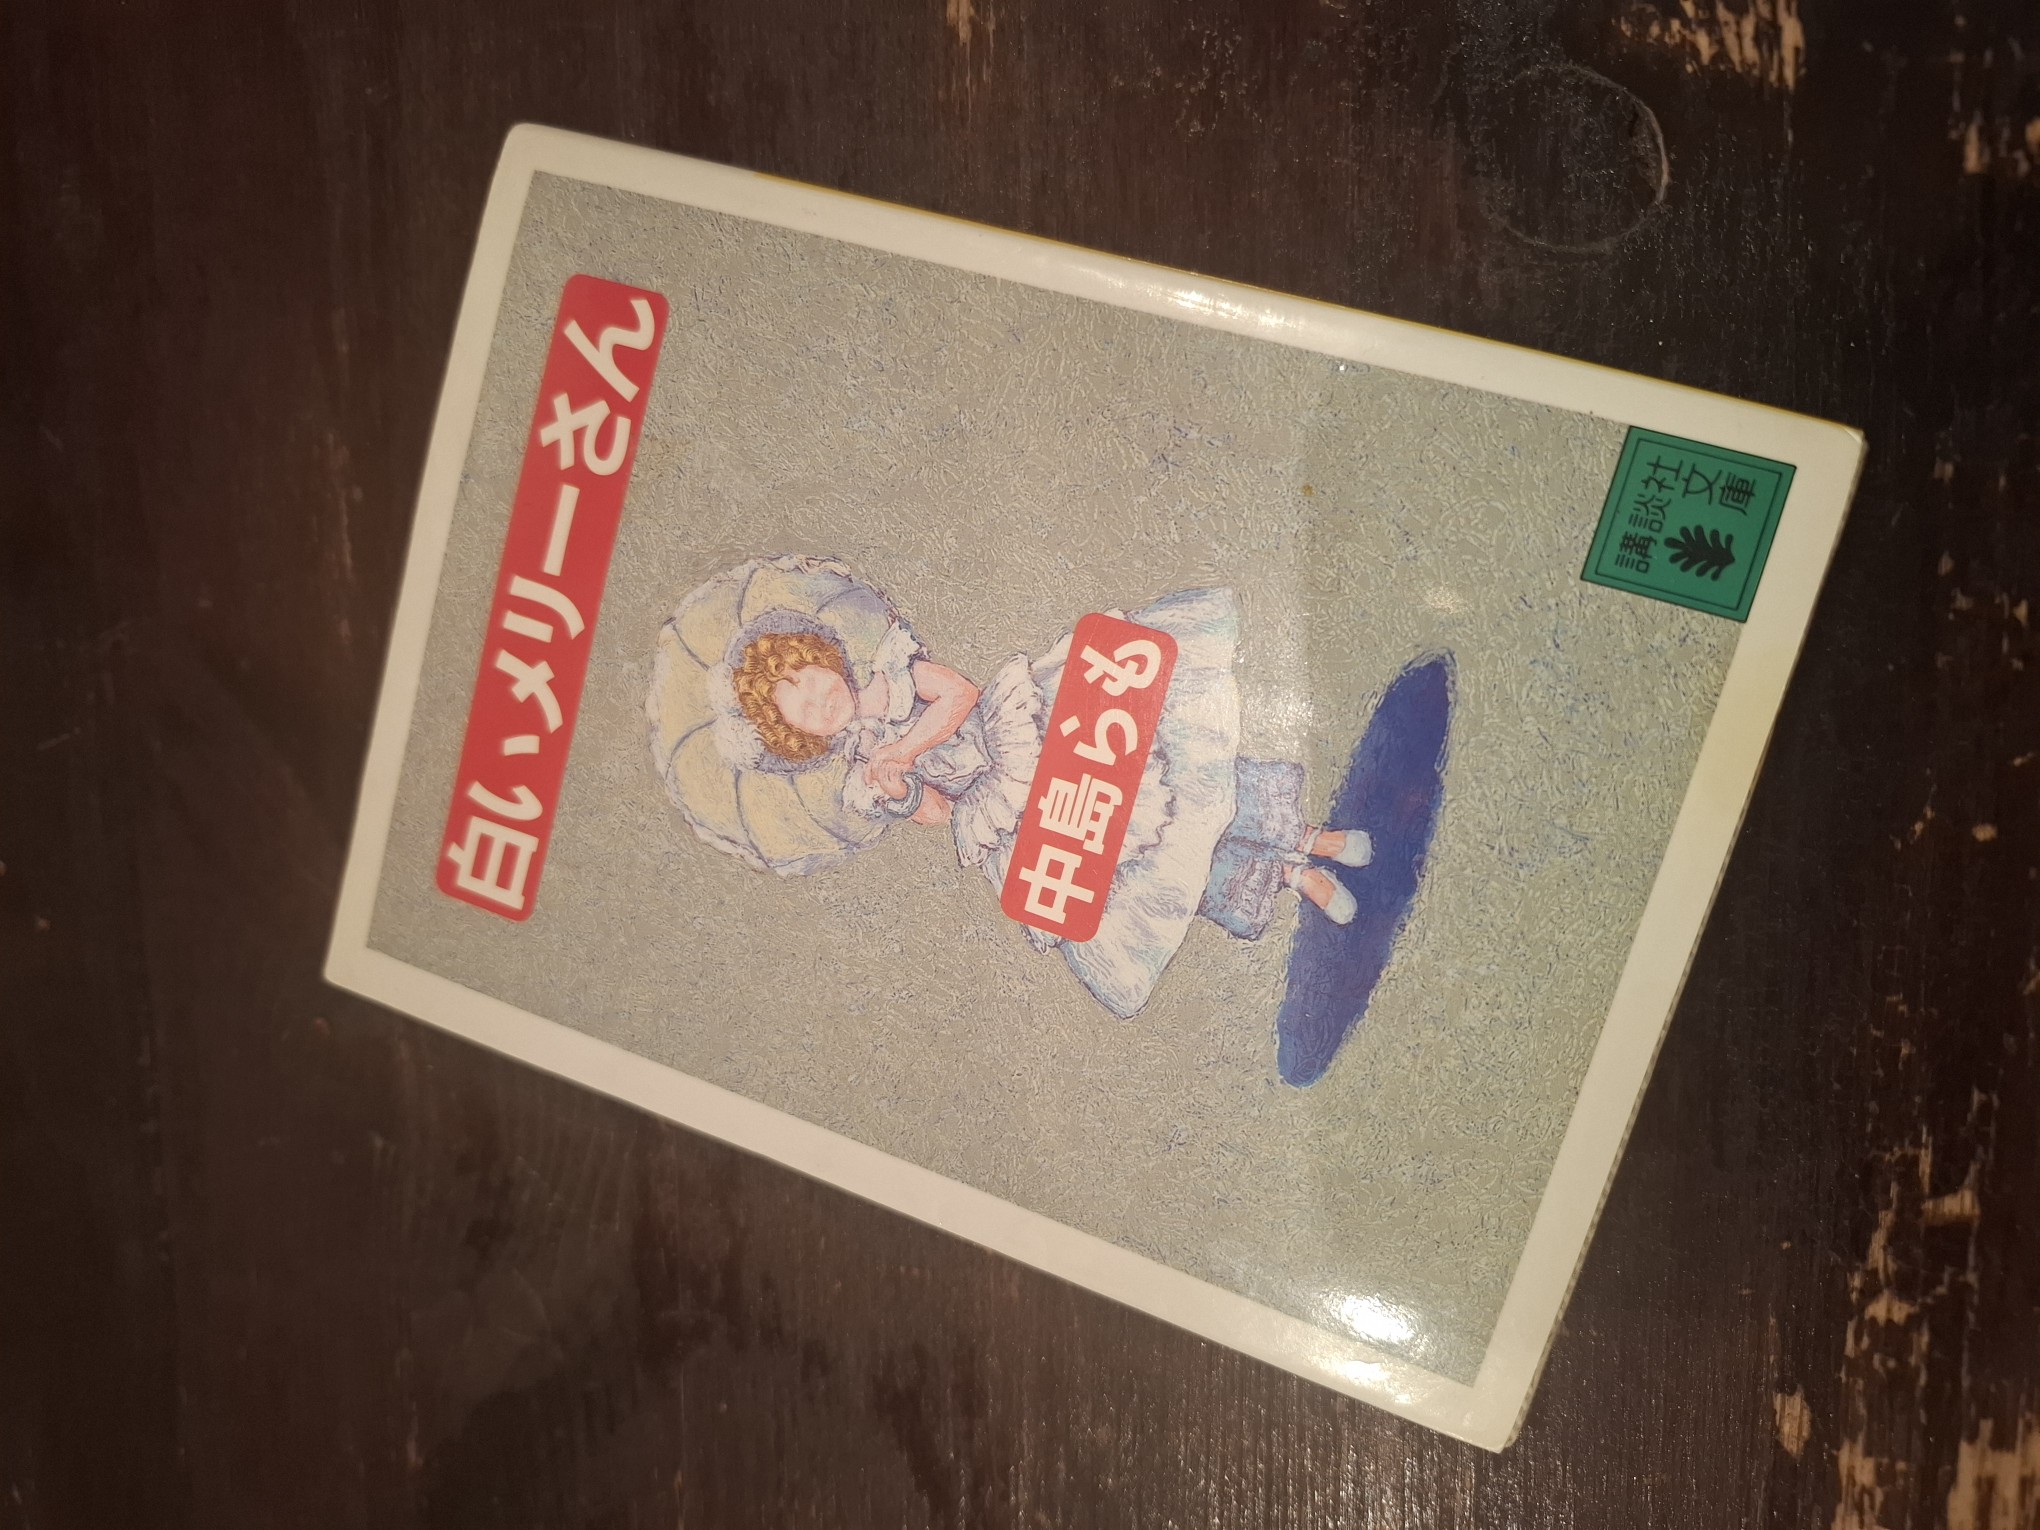 白いメリーさん
中島らも
講談社
文庫